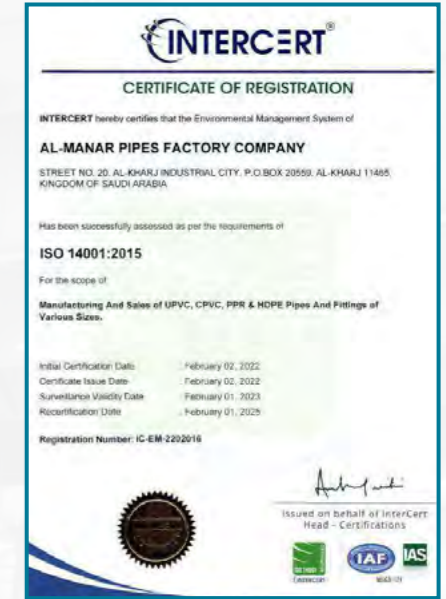 INTERCERT®
CERTIFICATE OF REGISTRATION
INTERCERT hereby certifies that the Environmental Management System of
AL-MANAR PIPES FACTORY COMPANY
STREET NO. 20, AL-KHARJ INDUSTRIAL CITY, P.O.BOX 20559, AL-KHARJ 11465,
KINGDOM OF SAUDI ARABIA
Has been successfully assessed as per the requirements of
ISO 14001:2015
For the scope of
Manufacturing And Sales of UPVC, CPVC, PPR & HDPE Pipes And Fittings of
Various Sizes.
Initial Certification Date : February 02, 2022
Certificate Issue Date : February 02, 2022
Surveillance Validity Date : February 01, 2023
Recertification Date : February 01, 2025
Registration Number: IC-EM-2202016
Issued on behalf of InterCert
Head - Certifications
ISO 14001
IAF
IAS